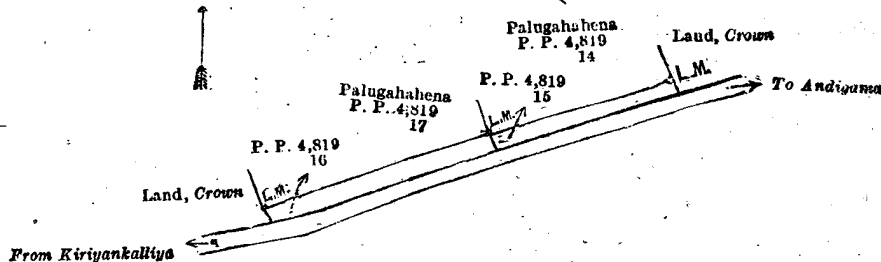 Palugahahena
P. P. 4,819
14
Land, Crown
L.M.
To Andigama
Palugahahena
P. P. 4,819
17
P. P. 4,819
15
L.M.
P. P. 4,819
16
Land, Crown
L.M.
From Kiriyankalliya